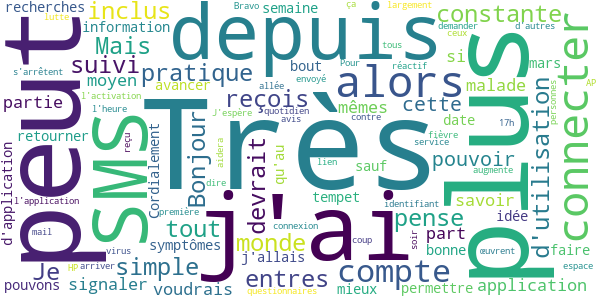 recherches
lutte
inclus
depuis
Bravo
semaine
ça
largement
constante
d'autres
information
Mais
tous
demander
ceux
s'arrêtent
suivi
moyen
pratique
bout
Pour
réactif
si
mars
l'activation
avancer
allée
envoyé
alors
malade
AP
peut
partie
l'heure
reçois
J'espère
quotidien
mêmes
cette
date
personnes
connecter
retourner
SMS
reçu
Très
avis
contre
fièvre
17h
plus
d'application
l'application
Cordialement
Bonjour
devrait
qu'au
sauf
lien
service
pouvoir
augmente
d'utilisation
aidera
dire
première
j'ai
tempet
pense
identifiant
savoir
idée
mail
tout
connexion
coup
soir
part
Je
virus
symptômes
monde
j'allais
bonne
œuvrent
faire
HP
arriver
simple
entres
compte
permettre
espace
pouvons
signaler
voudrais
questionnaires
mieux
application